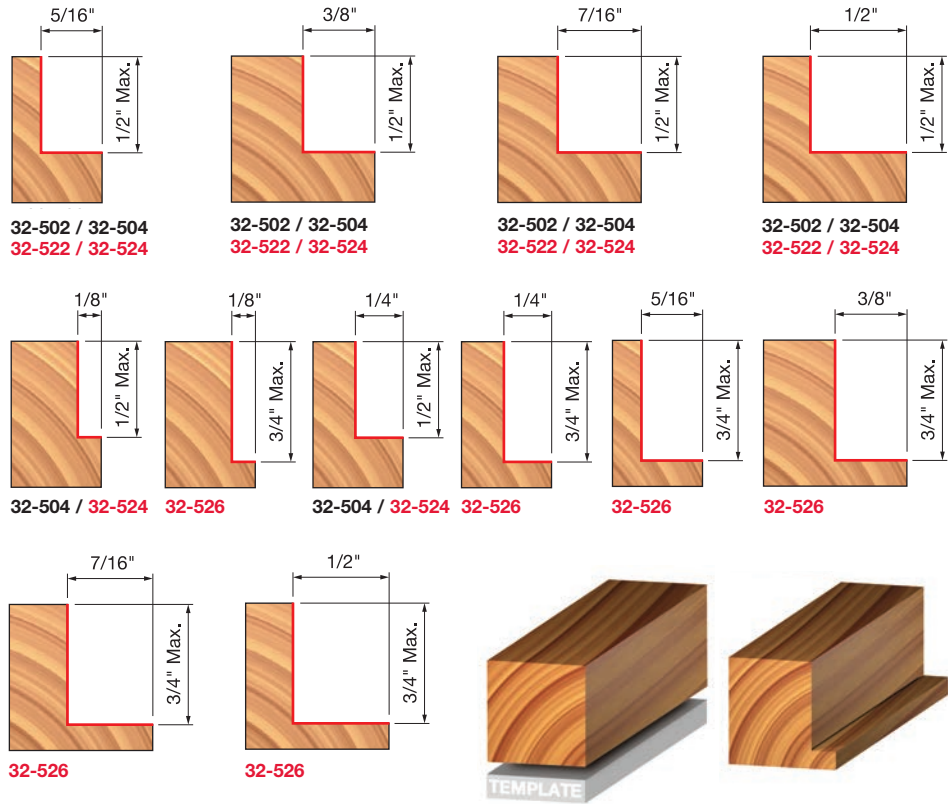 5/16"
3/8"
7/16"
1/2"
1/2" Max.
1/2" Max.
1/2" Max.
1/2" Max.
32-502 / 32-504
32-522 / 32-524
32-502 / 32-504
32-522 / 32-524
32-502 / 32-504
32-522 / 32-524
32-502 / 32-504
32-522 / 32-524
1/8"
1/8"
1/4"
1/4"
5/16"
3/8"
1/2" Max.
3/4" Max.
1/2" Max.
3/4" Max.
3/4" Max.
3/4" Max.
32-504 / 32-524
32-526
32-504 / 32-524
32-526
32-526
32-526
7/16"
1/2"
3/4" Max.
3/4" Max.
32-526
32-526
TEMPLATE